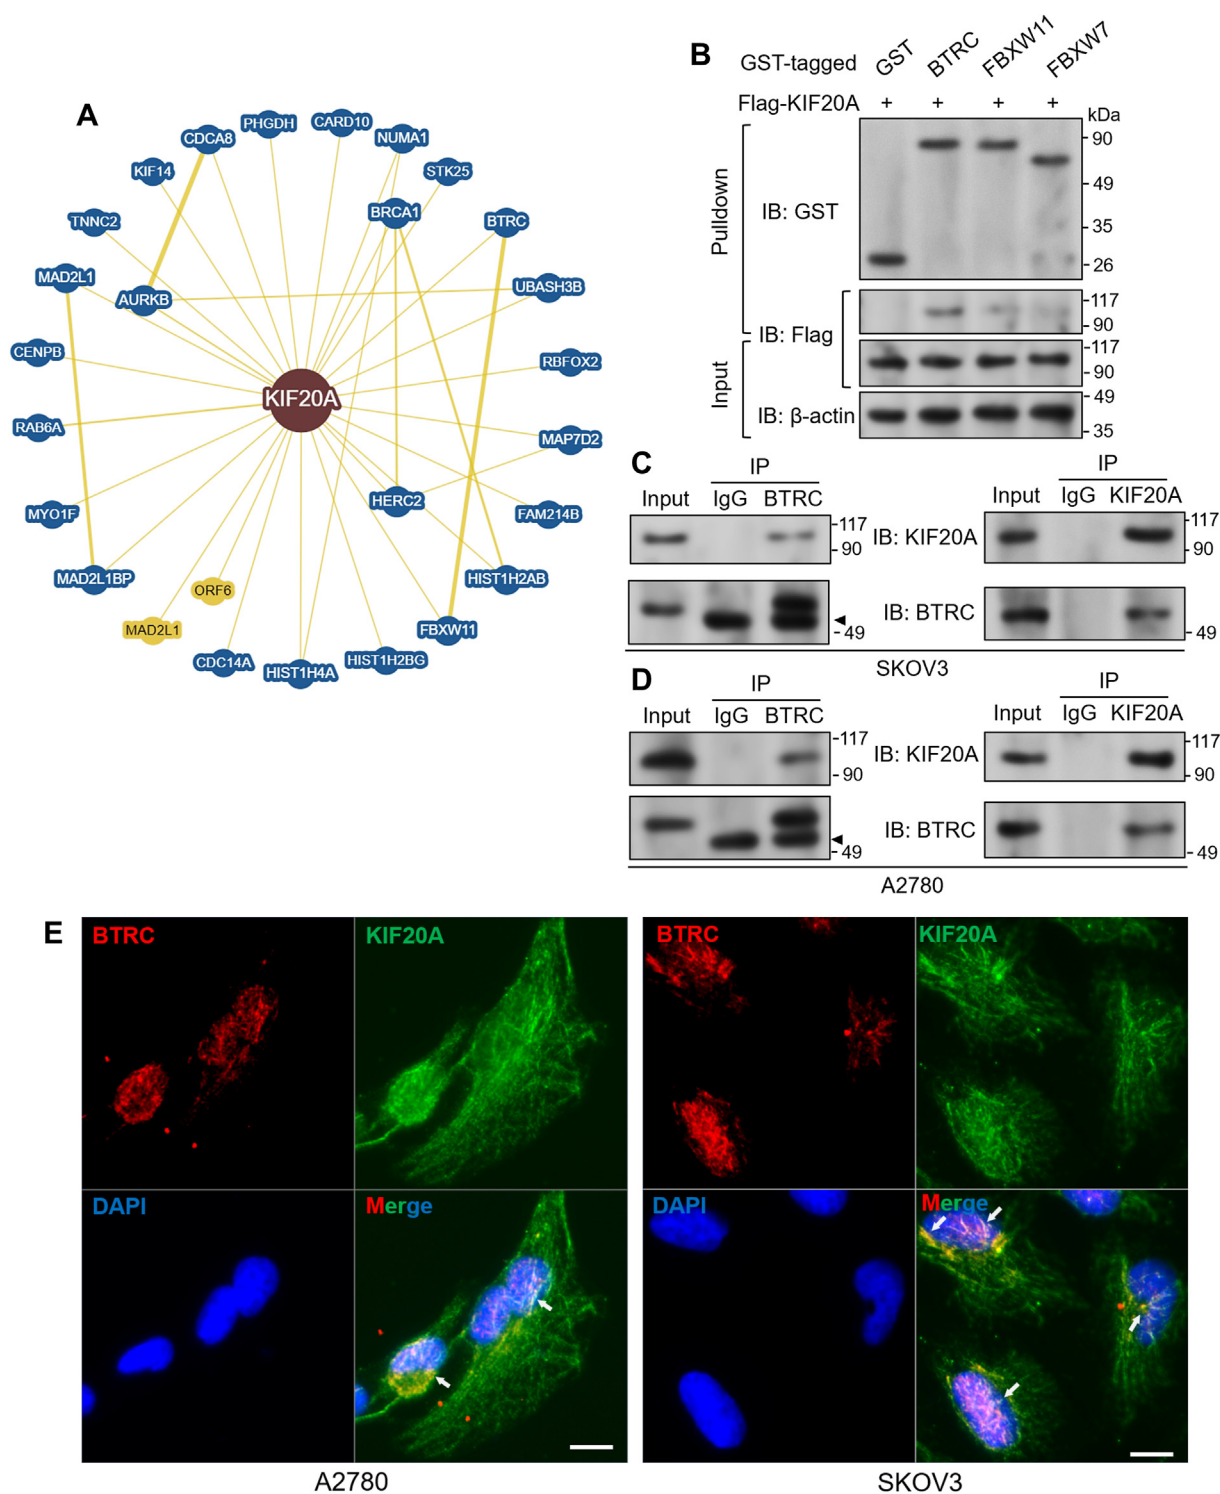 A
PHGDH
CARD10
CDCA8
NUMA1
KIF14
STK25
TNNC2
BRCA1
BTRC
MAD2L1
AURKB
UBASH3B
CENPB
RBFOX2
KIF20A
RAB6A
MAP7D2
MYO1F
HERC2
FAM214B
MAD2L1BP
ORF6
HIST1H2AB
MAD2L1
FBXW11
CDC14A
HIST1H4A
HIST1H2BG
B
GST-tagged GST BTRC FBXW11 FBXW7
Flag-KIF20A + + + +
kDa
Pulldown
IB: GST
90
49
35
26
IB: Flag
117
90
Input
117
90
IB: β-actin
49
35
C
IP
Input IgG BTRC
IB: KIF20A
117
90
IP
Input IgG KIF20A
117
90
IB: BTRC
49
49
SKOV3
D
IP
Input IgG BTRC
IB: KIF20A
117
90
IP
Input IgG KIF20A
117
90
IB: BTRC
49
49
A2780
E
BTRC KIF20A
DAPI Merge
A2780
BTRC KIF20A
DAPI Merge
SKOV3